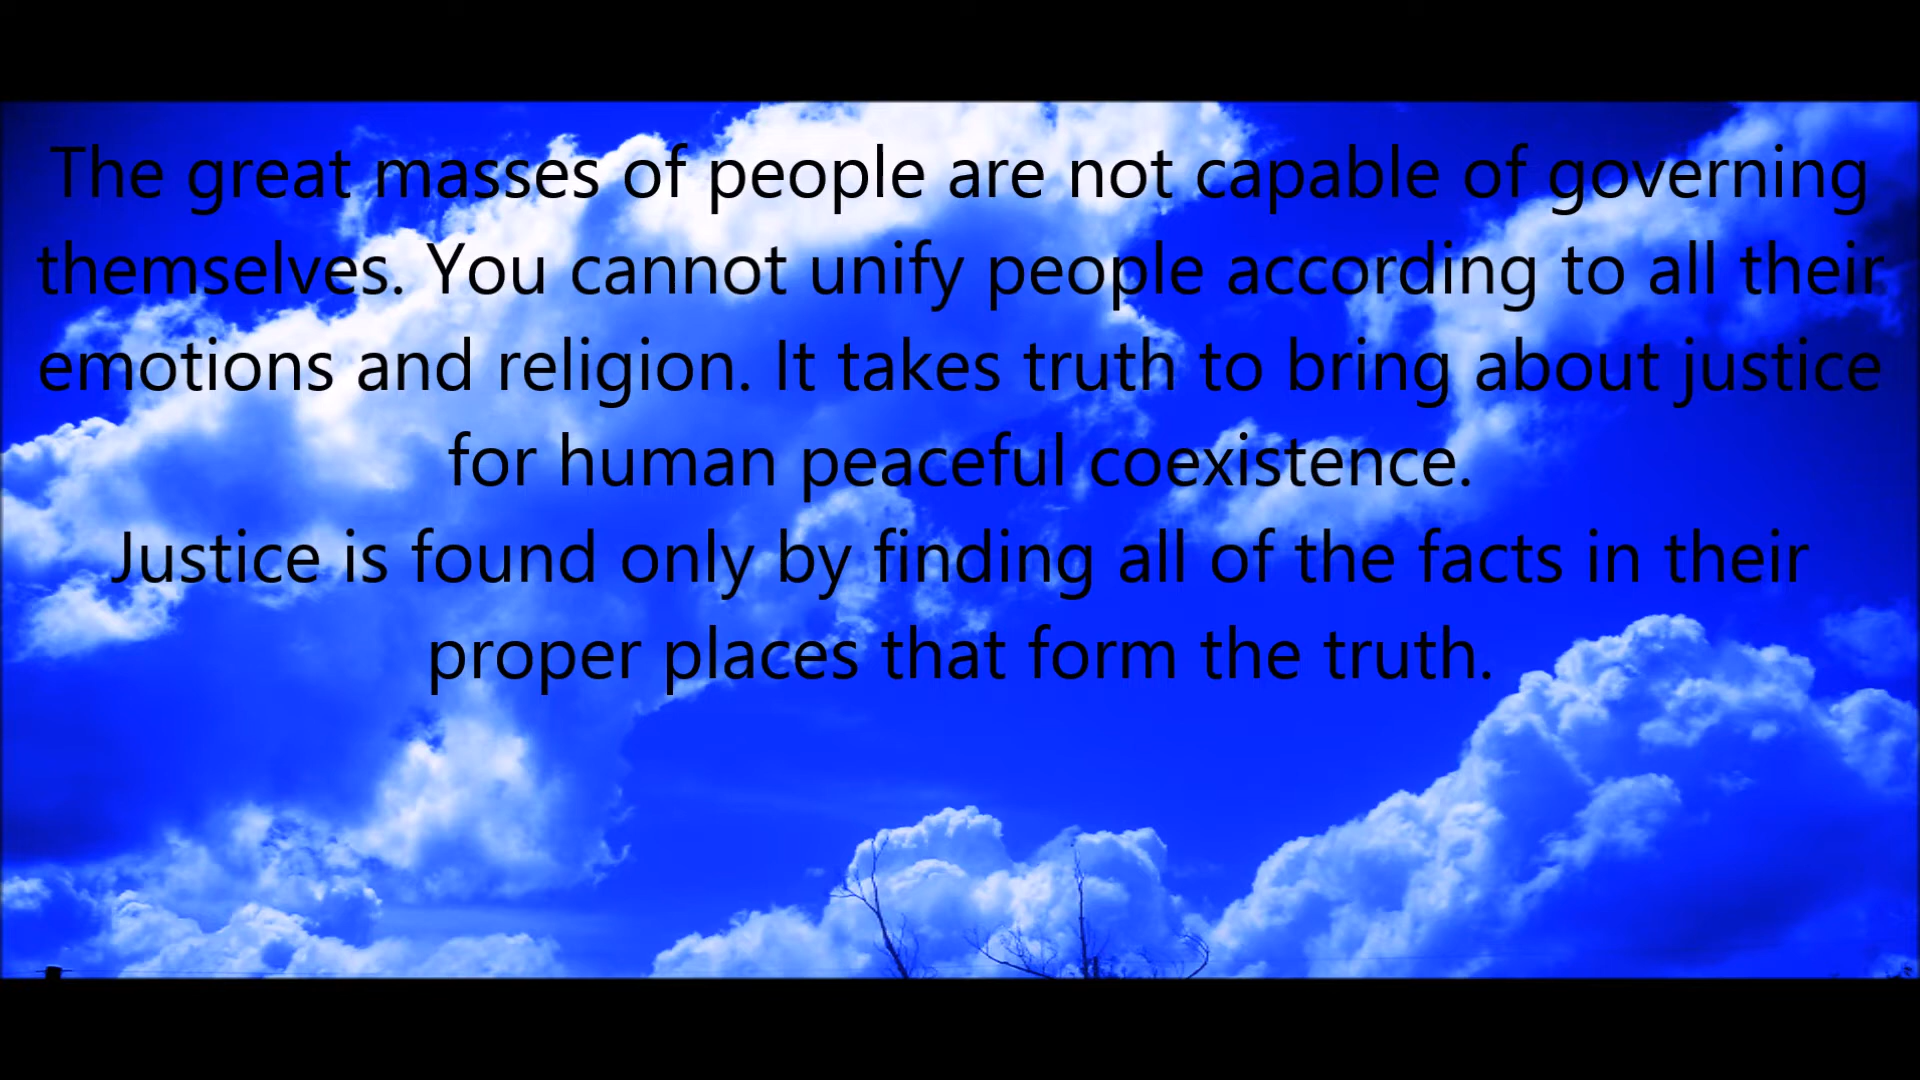 The great masses of people are not capable of governing
themselves. You cannot unify people according to all their
emotions and religion. It takes truth to bring about justice
for human peaceful coexistence.
Justice is found only by finding all of the facts in their
proper places that form the truth.